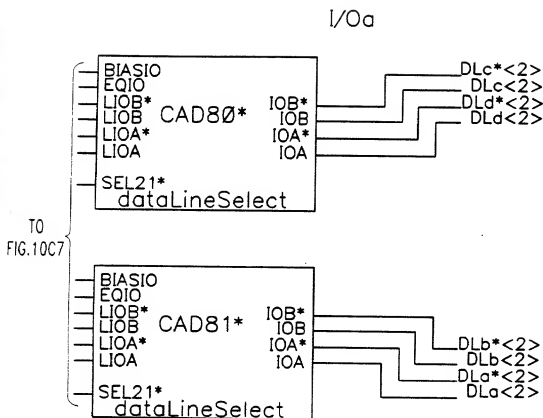 I/Oa
BIASIO
EQIO
LIOB*
LIOB
LIOA*
LIOA
SEL21*
CAD80*
dataLineSelect
IOB*
IOB
IOA*
IOA
DLc*<2>
DLc<2>
DLd*<2>
DLd<2>
TO
FIG.10C7
BIASIO
EQIO
LIOB*
LIOB
LIOA*
LIOA
SEL21*
CAD81*
dataLineSelect
IOB*
IOB
IOA*
IOA
DLb*<2>
DLb<2>
DLa*<2>
DLa<2>